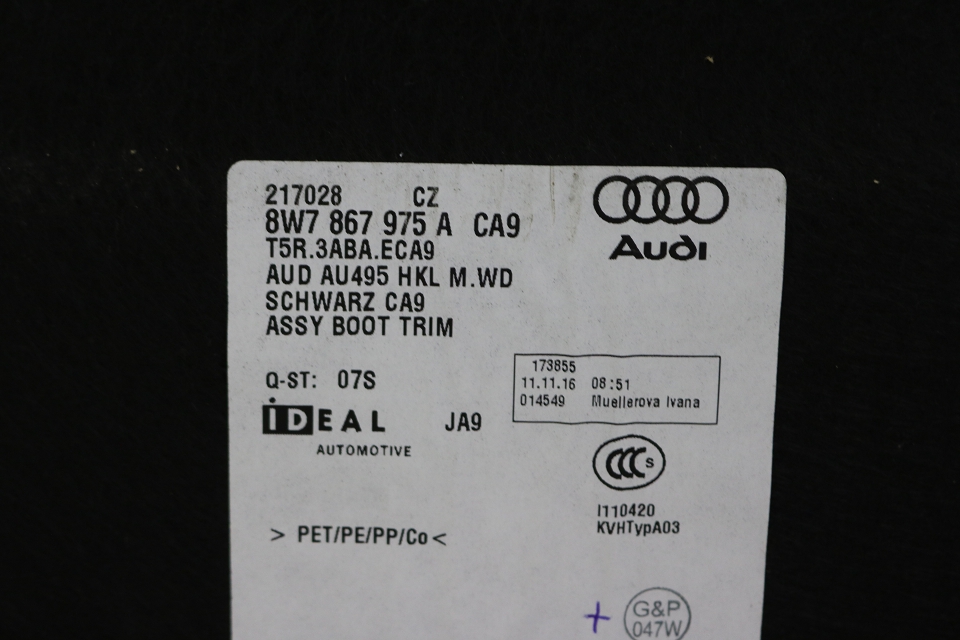 217028 CZ
8W7 867 975 A CA9
T5R.3ABA.ECA9
AUD AU495 HKL M.WD
SCHWARZ CA9
ASSY BOOT TRIM
Audi
Q-ST: 07S
173855
11.11.16 08:51
014549 Muellerova Ivana
iDEAL JA9
AUTOMOTIVE
CCC S
I110420
KVHTypA03
> PET/PE/PP/Co <
+ G&P
047W